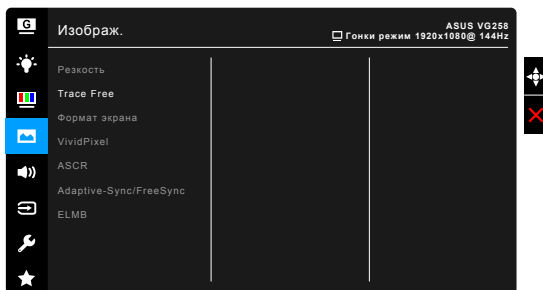 G
Изображ.
ASUS VG258
Гонки режим 1920x1080@ 144Hz
Резкость
Trace Free
Формат экрана
VividPixel
ASCR
Adaptive-Sync/FreeSync
ELMB